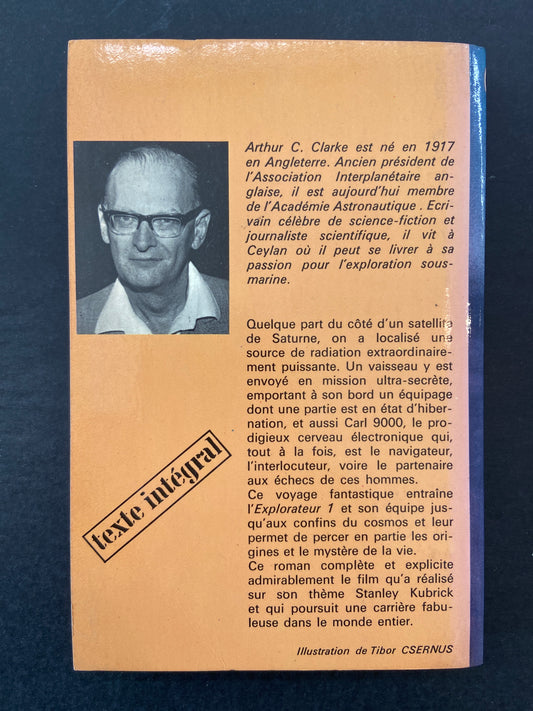 Arthur C. Clarke est né en 1917
en Angleterre. Ancien président de
l'Association Interplanétaire an-
glaise, il est aujourd'hui membre
de l'Académie Astronautique . Ecri-
vain célèbre de science-fiction et
journaliste scientifique, il vit à
Ceylan où il peut se livrer à sa
passion pour l'exploration sous-
marine.
Quelque part du côté d'un satellite
de Saturne, on a localisé une
source de radiation extraordinaire-
ment puissante. Un vaisseau y est
envoyé en mission ultra-secrète,
emportant à son bord un équipage
dont une partie est en état d'hiber-
nation, et aussi Carl 9000, le pro-
digieux cerveau électronique qui,
tout à la fois, est le navigateur,
l'interlocuteur, voire le partenaire
aux échecs de ces hommes.
Ce voyage fantastique entraîne
l'Explorateur 1 et son équipe jus-
qu'aux confins du cosmos et leur
permet de percer en partie les ori-
gines et le mystère de la vie.
Ce roman complète et explicite
admirablement le film qu'a réalisé
sur son thème Stanley Kubrick
et qui poursuit une carrière fabu-
leuse dans le monde entier.
texte intégral
Illustration de Tibor CSERNUS